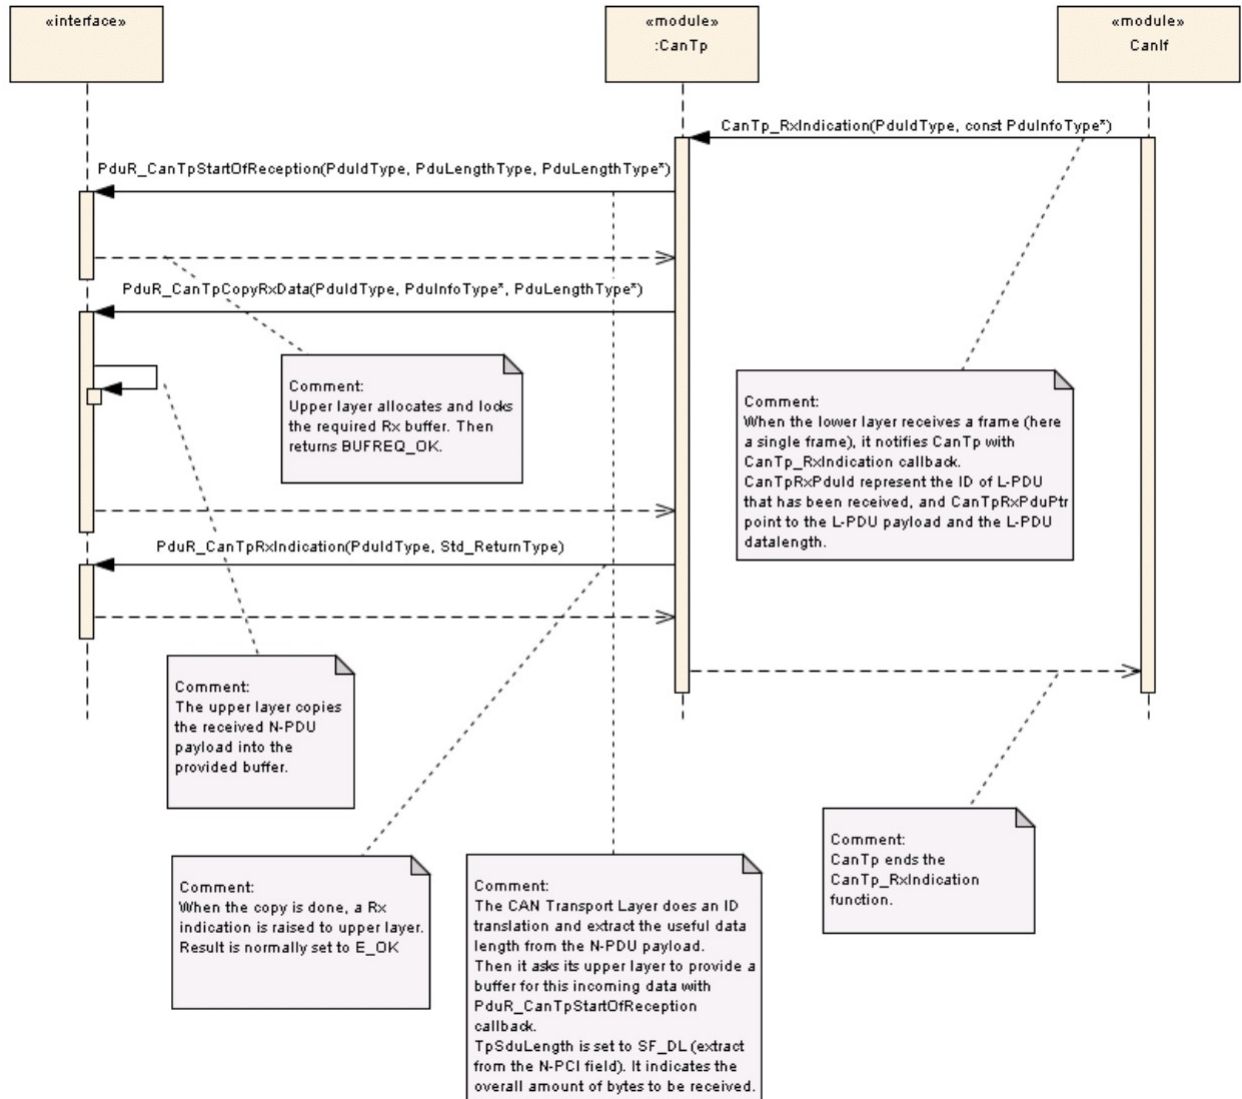 «interface»
«module»
:CanTp
«module»
CanIf
CanTp_RxIndication(PduIdType, const PduInfoType*)
PduR_CanTpStartOfReception(PduIdType, PduLengthType, PduLengthType*)
PduR_CanTpCopyRxData(PduIdType, PduInfoType*, PduLengthType*)
Comment:
Upper layer allocates and locks
the required Rx buffer. Then
returns BUFREQ_OK.
Comment:
When the lower layer receives a frame (here
a single frame), it notifies CanTp with
CanTp_RxIndication callback.
CanTpRxPduId represent the ID of L-PDU
that has been received, and CanTpRxPduPtr
point to the L-PDU payload and the L-PDU
datalength.
PduR_CanTpRxIndication(PduIdType, Std_ReturnType)
Comment:
The upper layer copies
the received N-PDU
payload into the
provided buffer.
Comment:
CanTp ends the
CanTp_RxIndication
function.
Comment:
When the copy is done, a Rx
indication is raised to upper layer.
Result is normally set to E_OK
Comment:
The CAN Transport Layer does an ID
translation and extract the useful data
length from the N-PDU payload.
Then it asks its upper layer to provide a
buffer for this incoming data with
PduR_CanTpStartOfReception
callback.
TpSduLength is set to SF_DL (extract
from the N-PCI field). It indicates the
overall amount of bytes to be received.